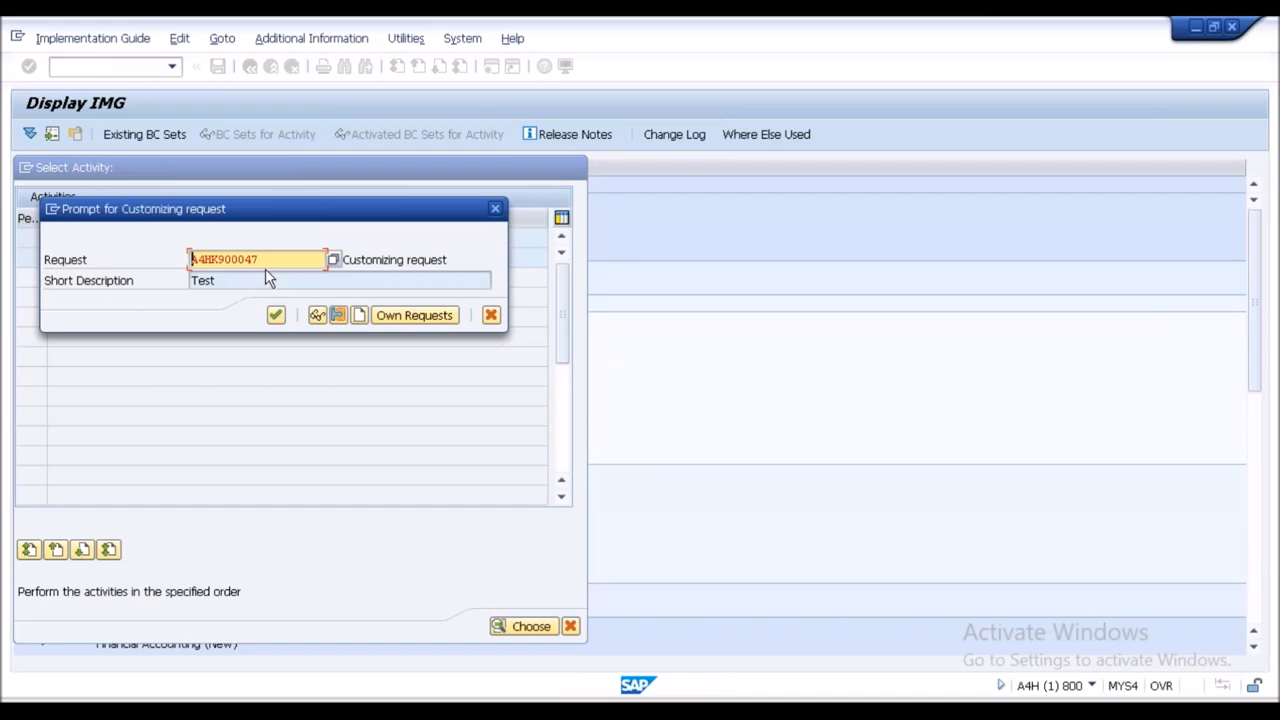 Implementation Guide Edit Goto Additional Information Utilities System Help
Display IMG
Existing BC Sets BC Sets for Activity Activated BC Sets for Activity Release Notes Change Log Where Else Used
Select Activity:
Activities
Pe..
Prompt for Customizing request
Request A4HK900047 Customizing request
Short Description Test
Own Requests
Perform the activities in the specified order
Choose
Financial Accounting (New)
Activate Windows
Go to Settings to activate Windows.
SAP A4H (1) 800 MYS4 OVR